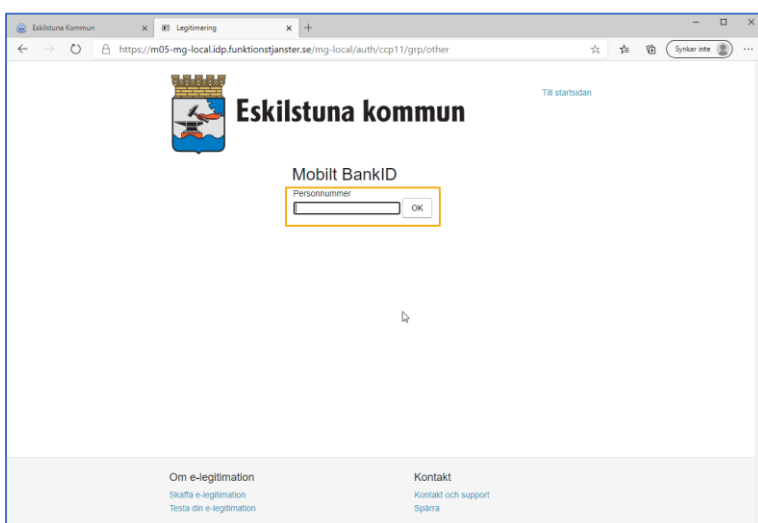 Eskilstuna Kommun
Legitimering
https://m05-mg-local.idp.funktionstjanster.se/mg-local/auth/ccp11/grp/other
Synkar inte
Eskilstuna kommun
Till startsidan
Mobilt BankID
Personnummer
OK
Om e-legitimation
Kontakt
Skaffa e-legitimation
Kontakt och support
Testa din e-legitimation
Spärra